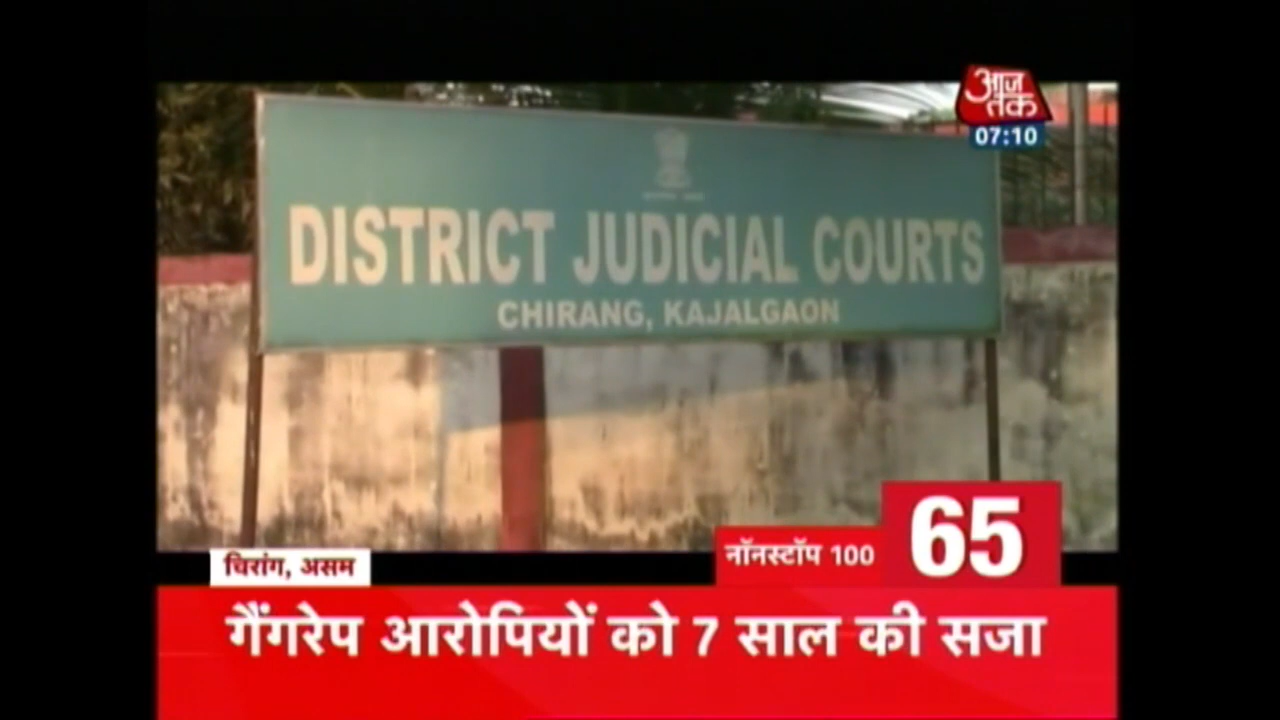 आज
तक
07:10
DISTRICT JUDICIAL COURTS
CHIRANG, KAJALGAON
65
नॉनस्टॉप 100
चिरांग, असम
गैंगरेप आरोपियों को 7 साल की सजा